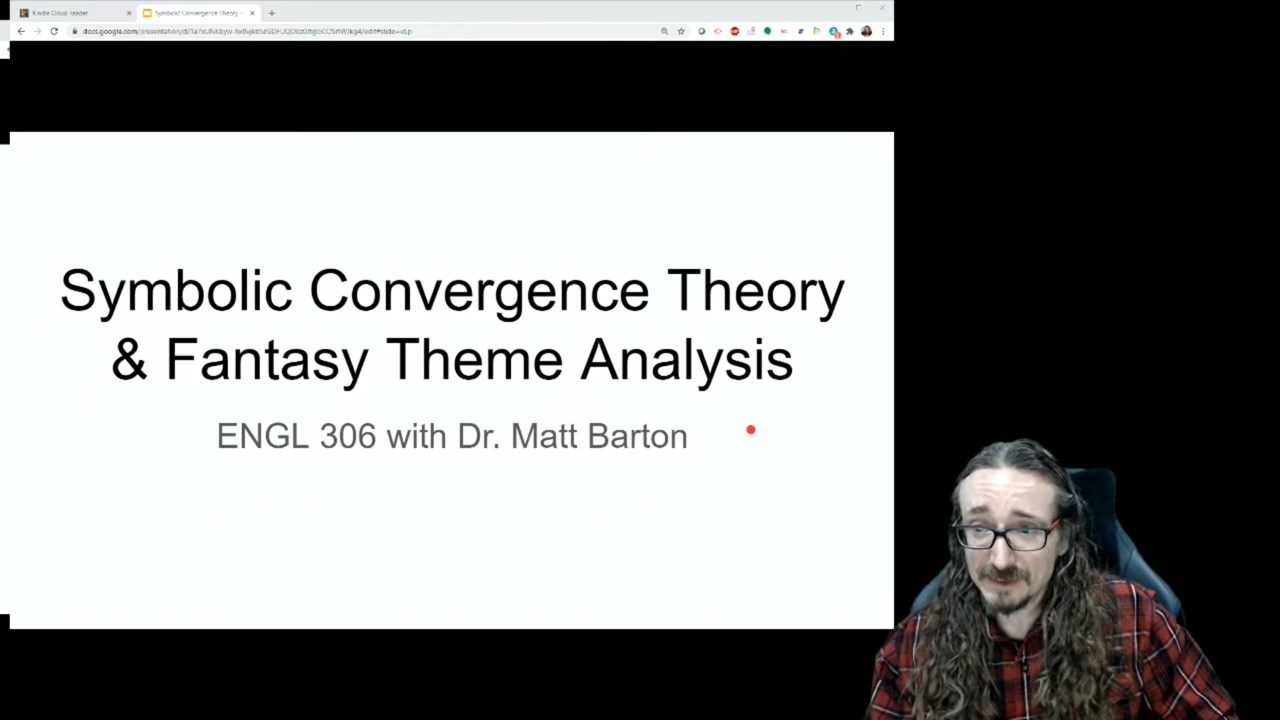 Kindle Cloud Reader
Symbolic Convergence Theory -
Symbolic Convergence Theory
& Fantasy Theme Analysis
ENGL 306 with Dr. Matt Barton